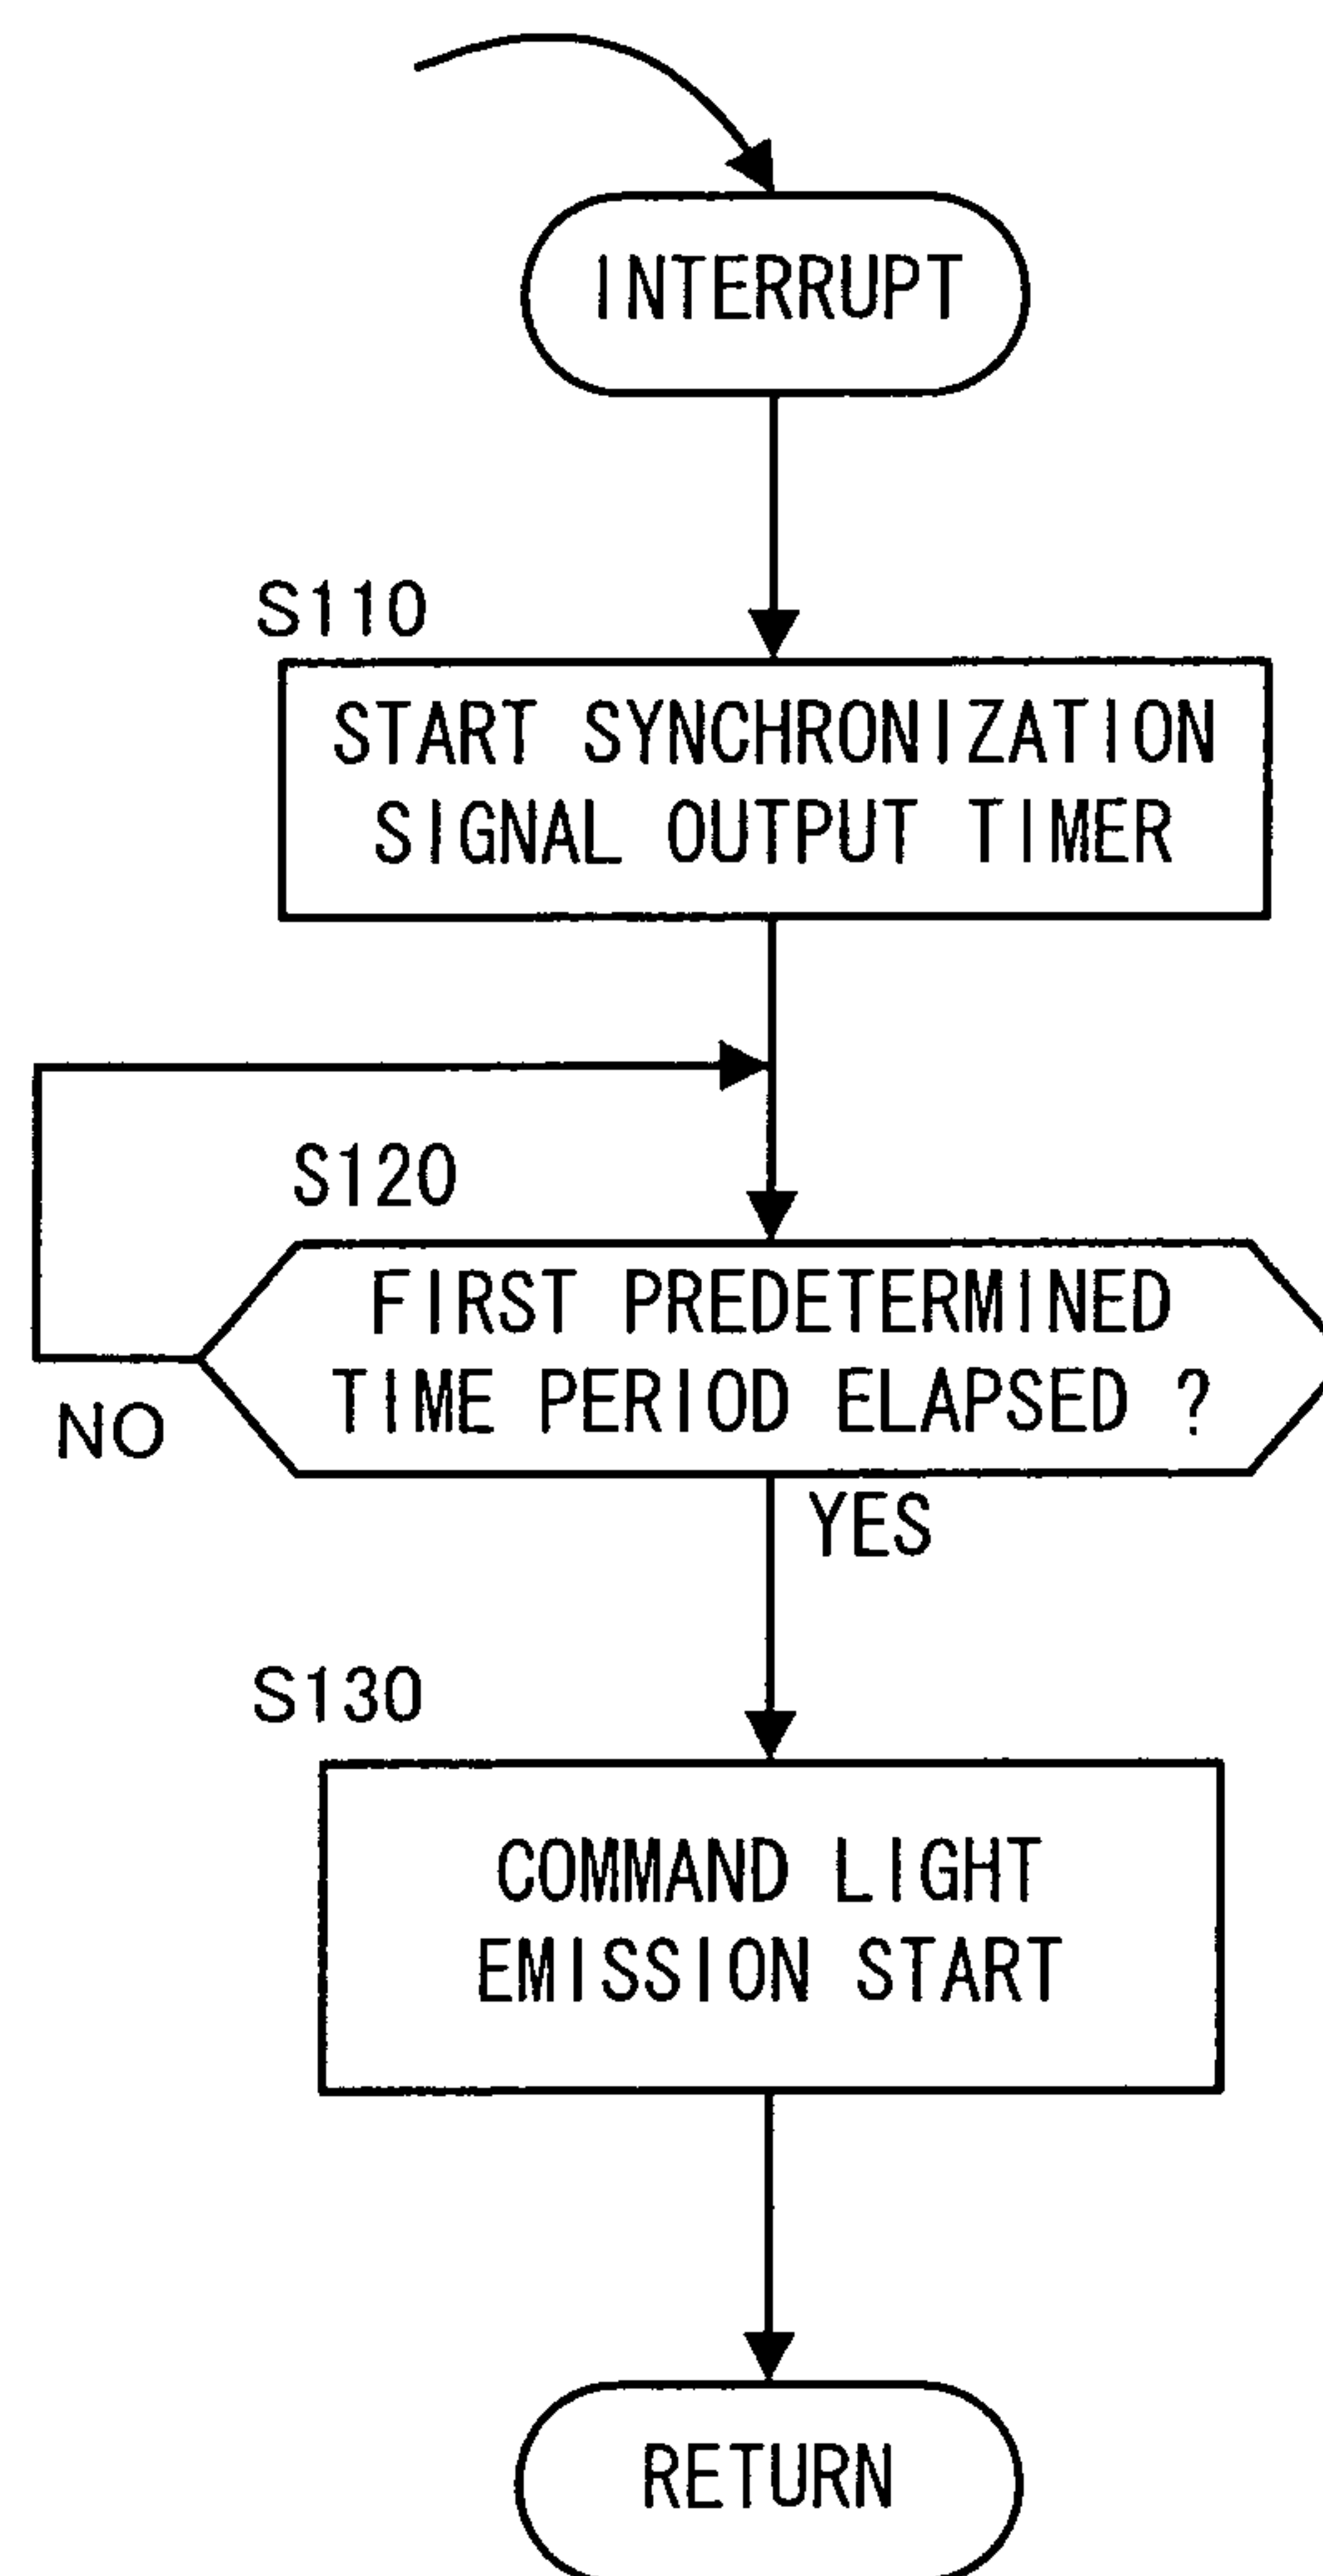 INTERRUPT
S110
START SYNCHRONIZATION
SIGNAL OUTPUT TIMER
S120
FIRST PREDETERMINED
TIME PERIOD ELAPSED ?
NO
YES
S130
COMMAND LIGHT
EMISSION START
RETURN